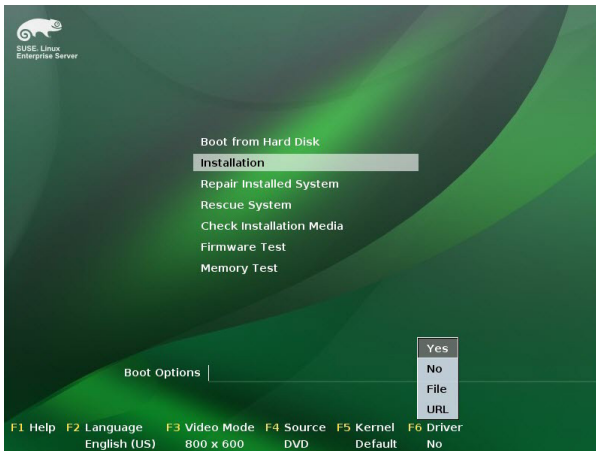 SUSE. Linux
Enterprise Server
Boot from Hard Disk
Installation
Repair Installed System
Rescue System
Check Installation Media
Firmware Test
Memory Test
Yes
No
File
URL
Boot Options
F1 Help F2 Language F3 Video Mode F4 Source F5 Kernel F6 Driver
English (US) 800 x 600 DVD Default No